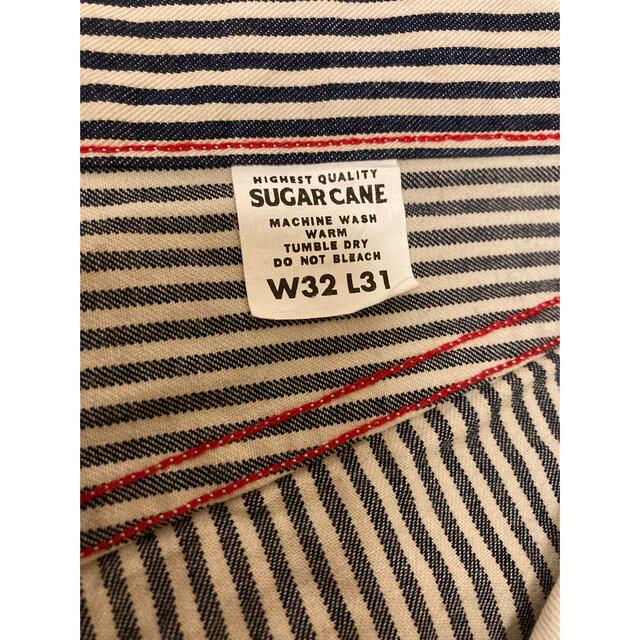 HIGHEST QUALITY
SUGAR CANE
MACHINE WASH
WARM
TUMBLE DRY
DO NOT BLEACH
W32 L31